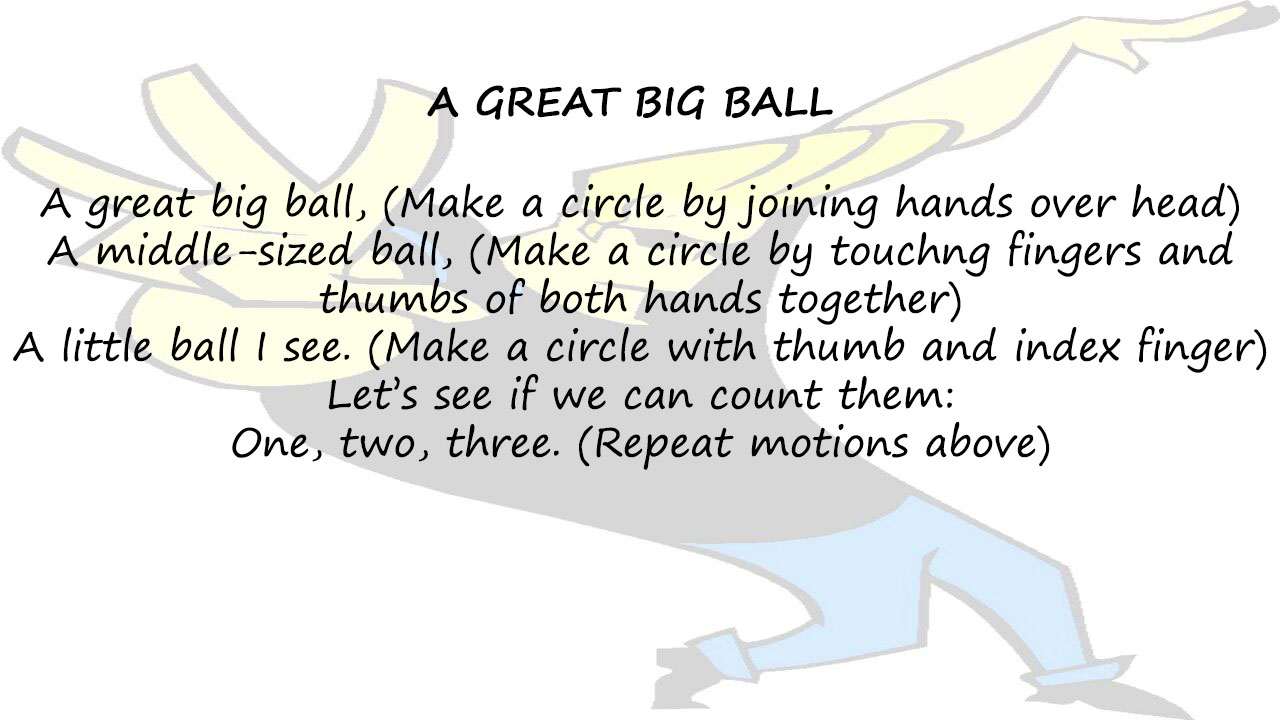 A GREAT BIG BALL
A great big ball, (Make a circle by joining hands over head)
A middle-sized ball, (Make a circle by touchng fingers and
thumbs of both hands together)
A little ball I see. (Make a circle with thumb and index finger)
Let’s see if we can count them:
One, two, three. (Repeat motions above)